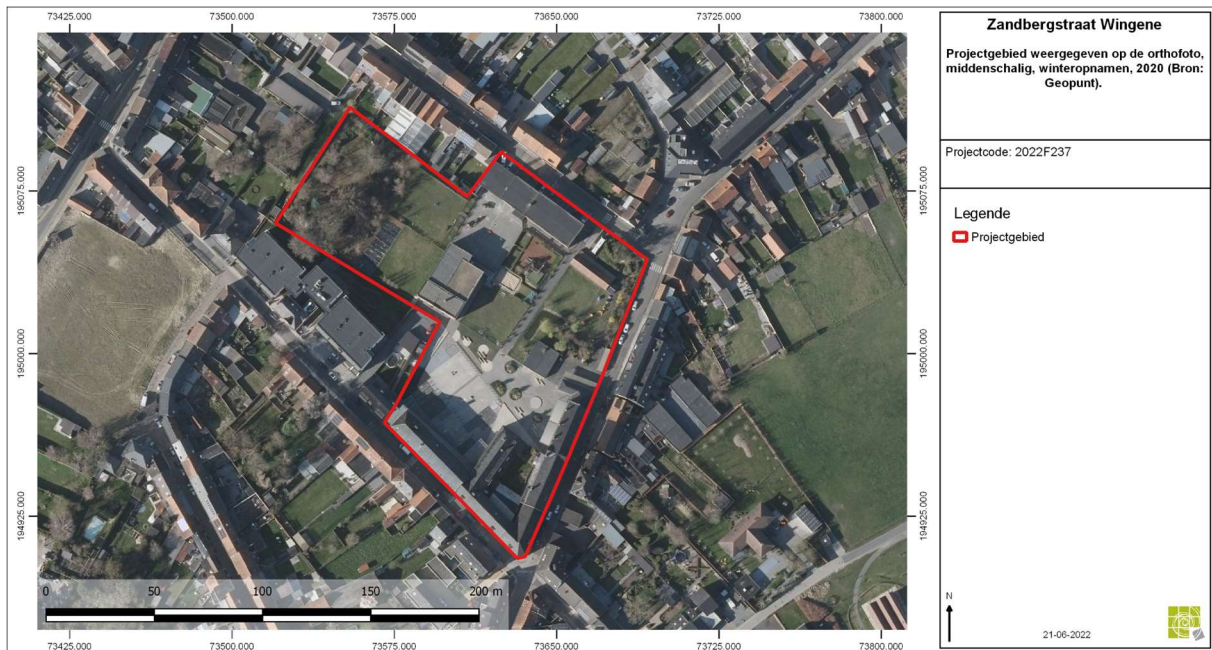 73425.000 73500.000 73575.000 73650.000 73725.000 73800.000
195075.000 195075.000
195000.000 195000.000
194925.000 194925.000
0 50 100 150 200 m
73425.000 73500.000 73575.000 73650.000 73725.000 73800.000
Zandbergstraat Wingene
Projectgebied weergegeven op de orthofoto,
middenschalig, winteropnamen, 2020 (Bron:
Geopunt).
Projectcode: 2022F237
Legende
Projectgebied
N
21-06-2022